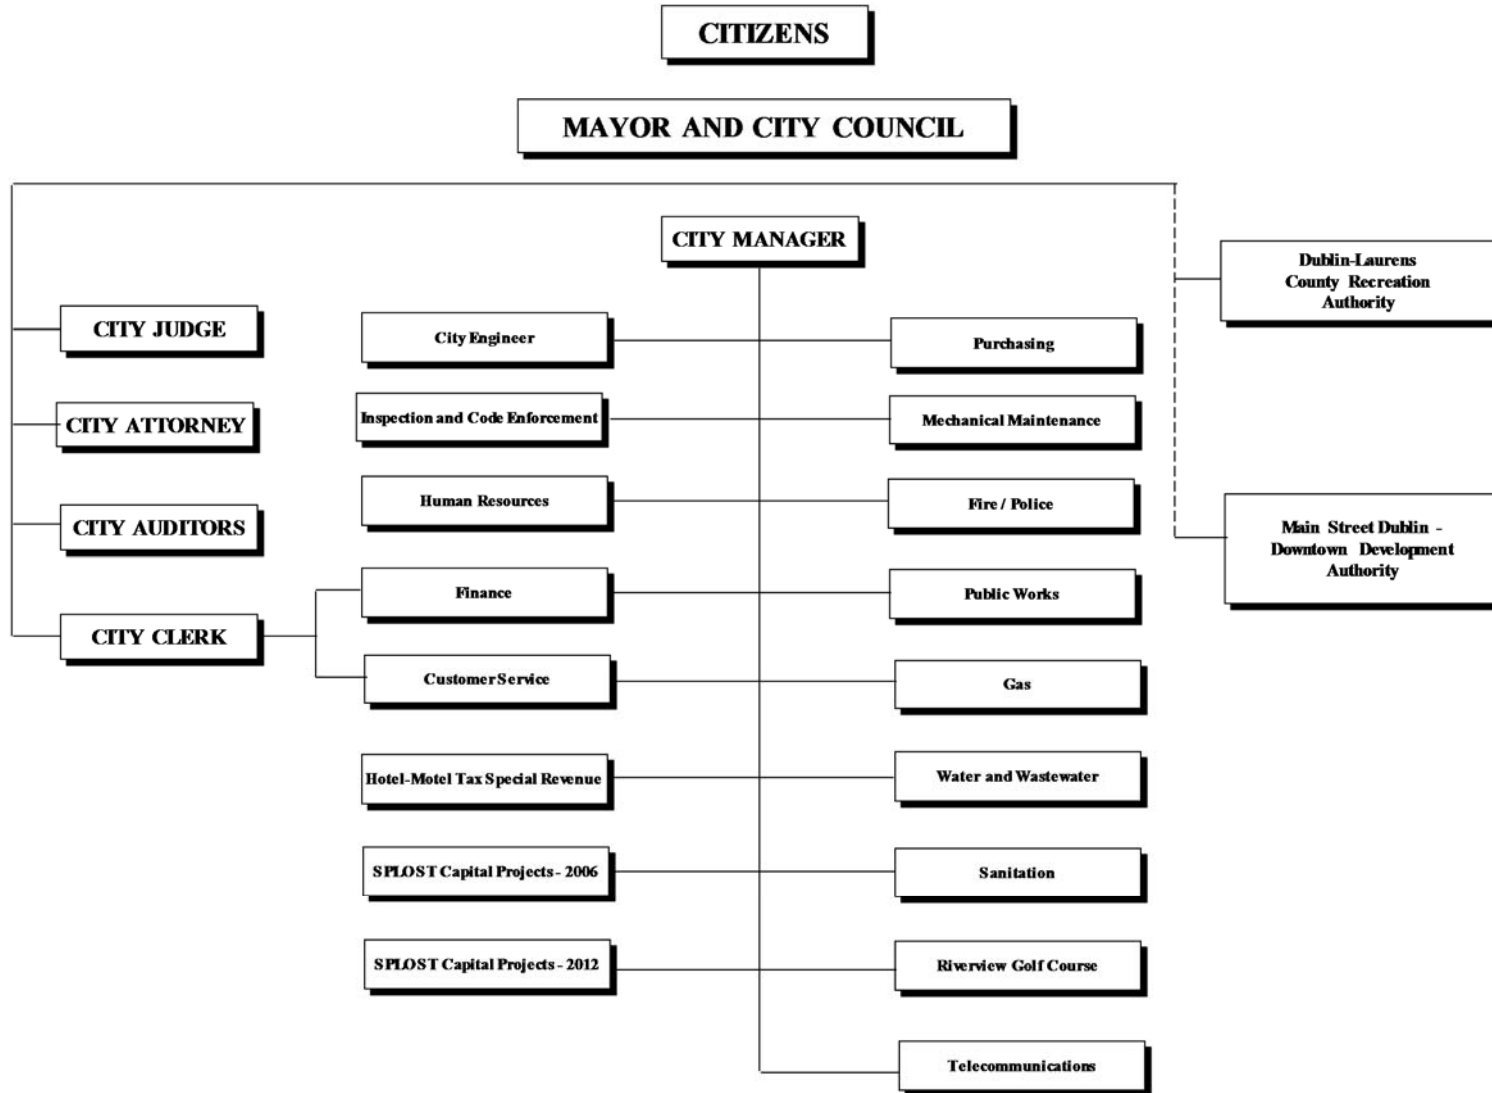 CITIZENS
MAYOR AND CITY COUNCIL
CITY MANAGER
Dublin-Laurens
County Recreation
Authority
CITY JUDGE
City Engineer
Purchasing
CITY ATTORNEY
Inspection and Code Enforcement
Mechanical Maintenance
CITY AUDITORS
Human Resources
Fire / Police
Main Street Dublin -
Downtown Development
Authority
CITY CLERK
Finance
Public Works
Customer Service
Gas
Hotel-Motel Tax Special Revenue
Water and Wastewater
SPLOST Capital Projects - 2006
Sanitation
SPLOST Capital Projects - 2012
Riverview Golf Course
Telecommunications